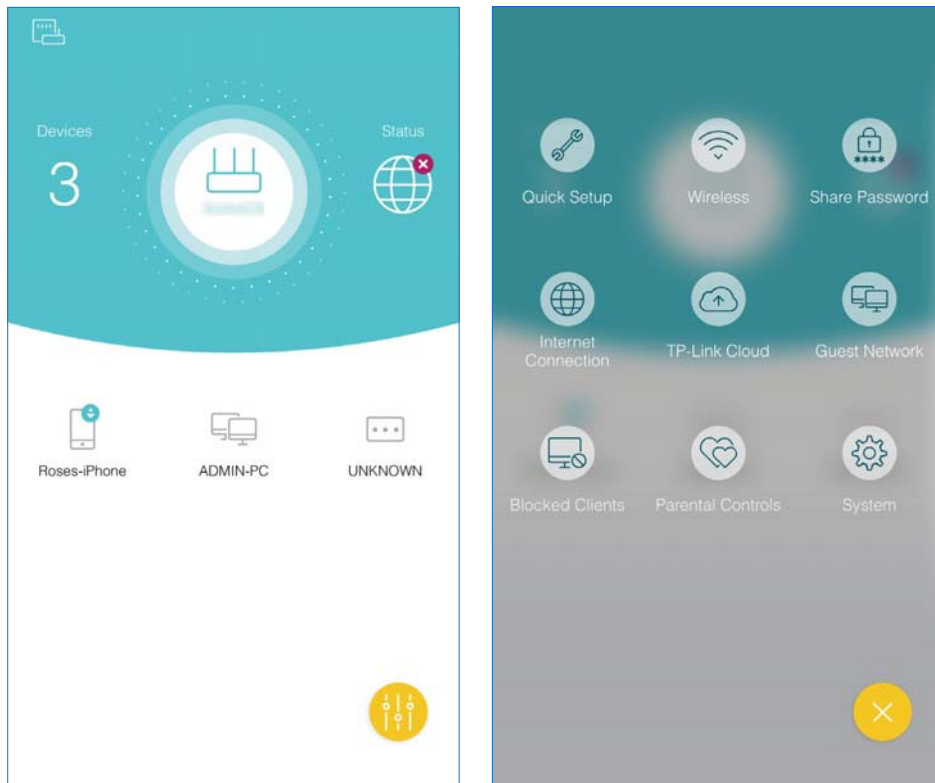 Devices
Status
3
Roses-iPhone
ADMIN-PC
UNKNOWN
Quick Setup
Wireless
Share Password
Internet
Connection
TP-Link Cloud
Guest Network
Blocked Clients
Parental Controls
System